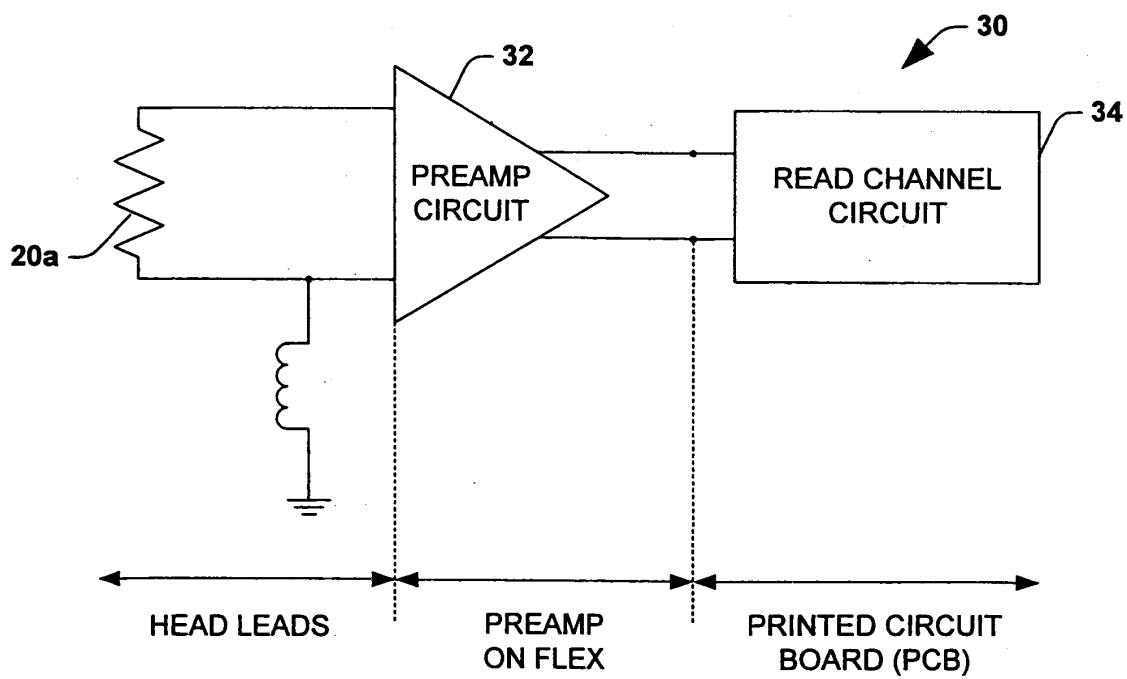 30
32
34
PREAMP
CIRCUIT
READ CHANNEL
CIRCUIT
20a
HEAD LEADS
PREAMP
ON FLEX
PRINTED CIRCUIT
BOARD (PCB)